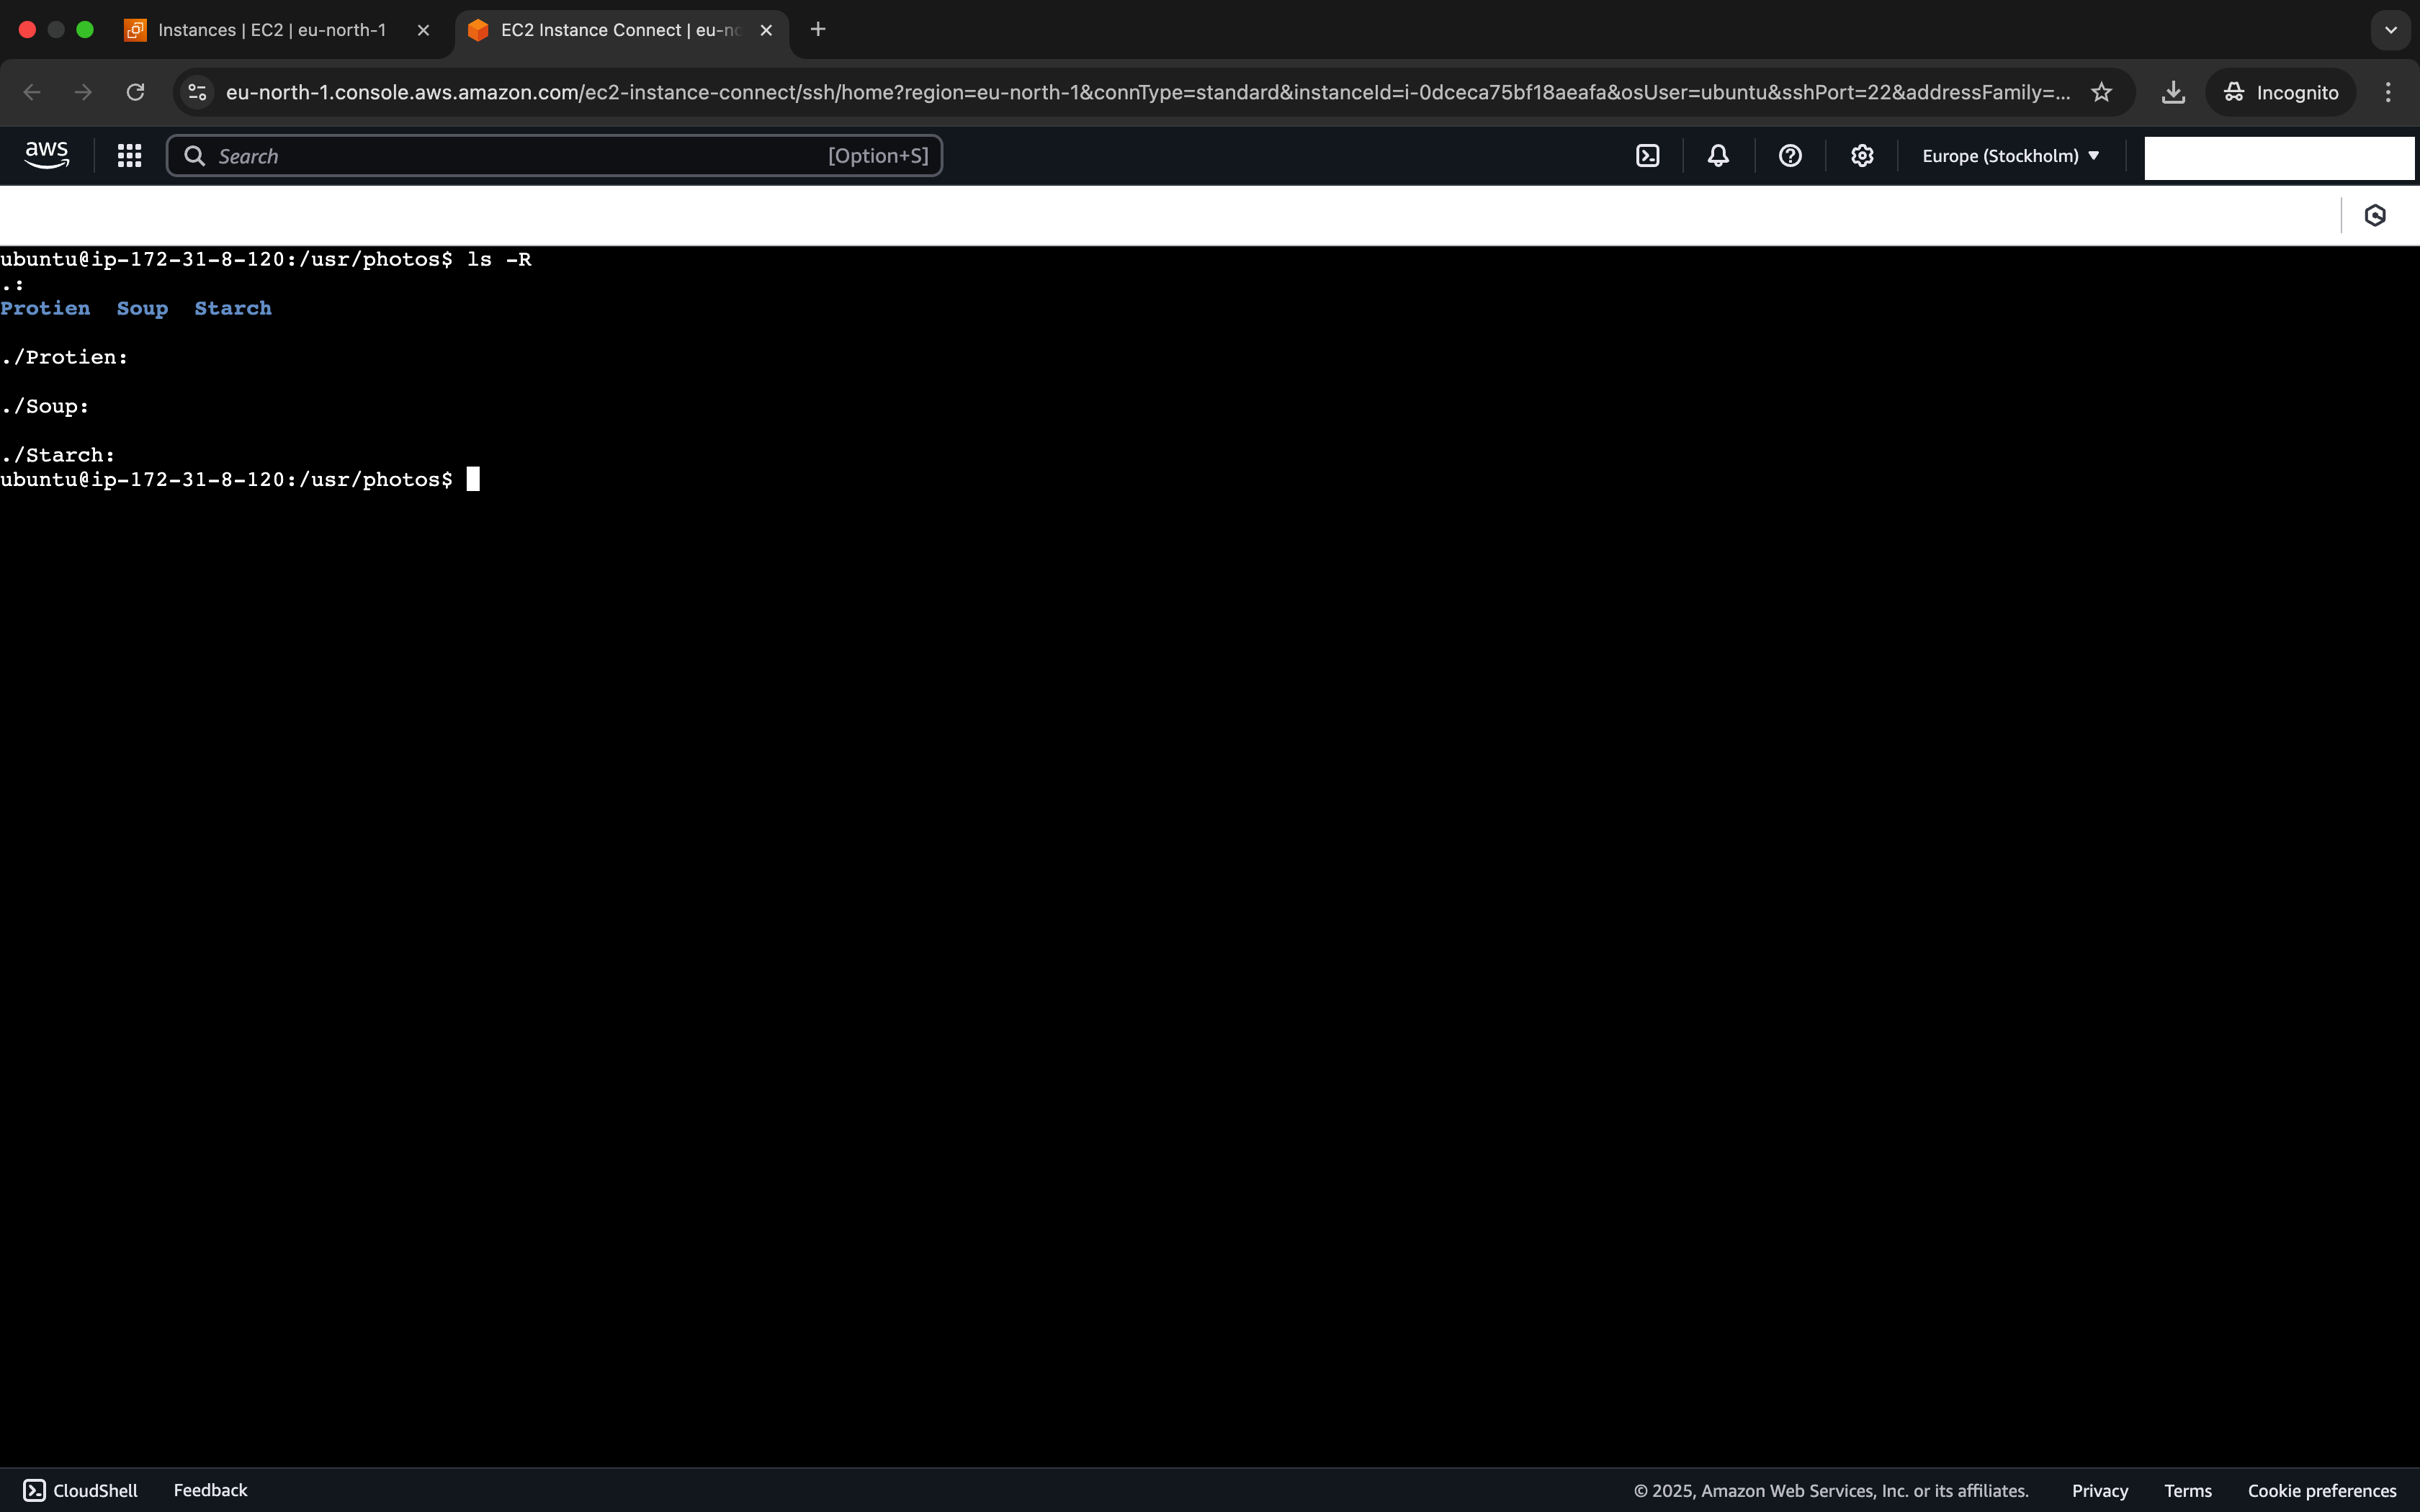 Instances | EC2 | eu-north-1
EC2 Instance Connect | eu-no
eu-north-1.console.aws.amazon.com/ec2-instance-connect/ssh/home?region=eu-north-1&connType=standard&instanceId=i-0dceca75bf18aeafa&osUser=ubuntu&sshPort=22&addressFamily=...
Incognito
aws
Search
[Option+S]
Europe (Stockholm)
ubuntu@ip-172-31-8-120:/usr/photos$ ls -R
.:
Protien  Soup  Starch
./Protien:
./Soup:
./Starch:
ubuntu@ip-172-31-8-120:/usr/photos$
CloudShell
Feedback
© 2025, Amazon Web Services, Inc. or its affiliates.
Privacy
Terms
Cookie preferences